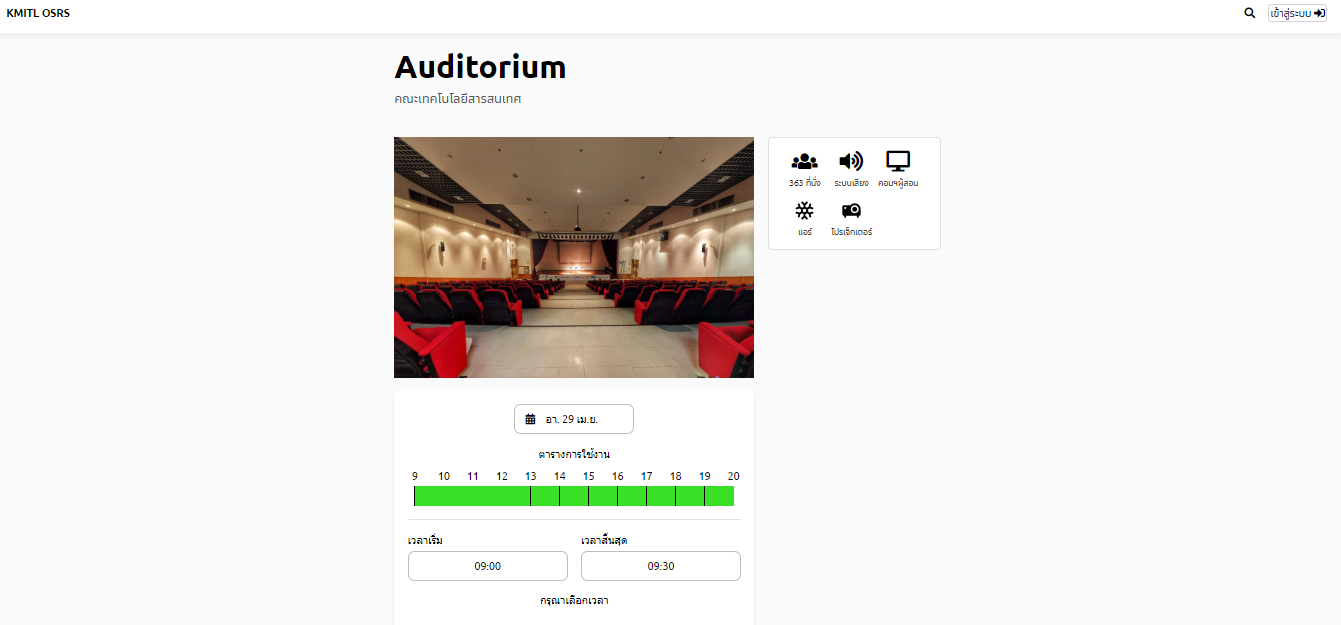 KMITL OSRS
เข้าสู่ระบบ
Auditorium
คณะเทคโนโลยีสารสนเทศ
363 ที่นั่ง ระบบเสียง คอมฯผู้สอน
แอร์ โปรเจ็กเตอร์
อา. 29 เม.ย.
ตารางการใช้งาน
9 10 11 12 13 14 15 16 17 18 19 20
เวลาเริ่ม เวลาสิ้นสุด
09:00 09:30
กรุณาเลือกเวลา